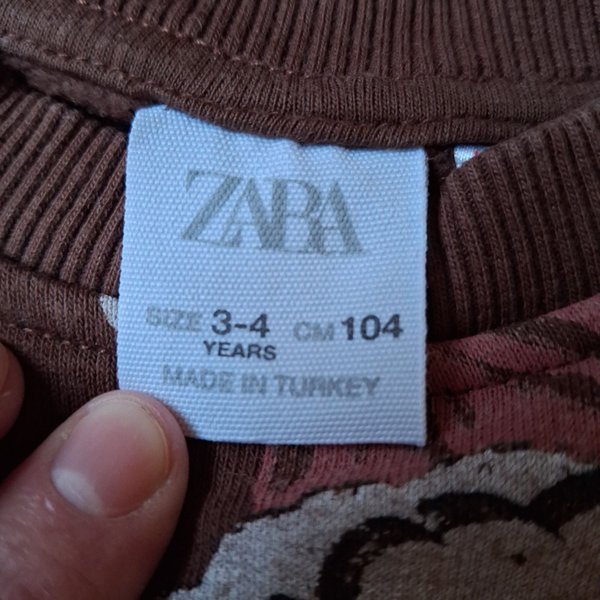 ZARA
SIZE 3-4 CM 104
YEARS
MADE IN TURKEY